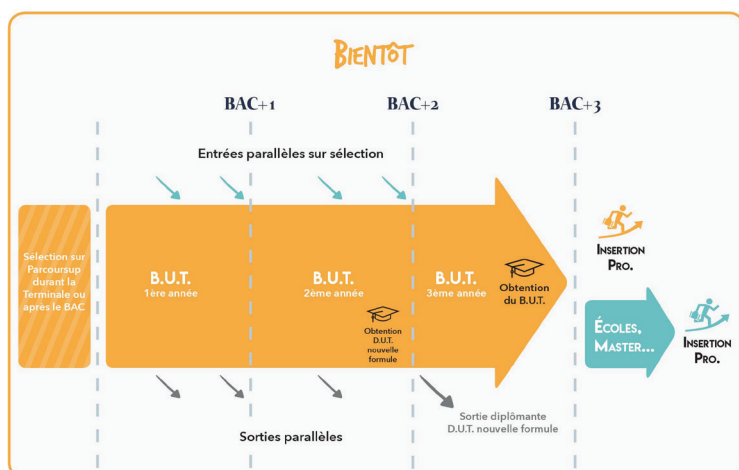 BIENTÔT
BAC+1
BAC+2
BAC+3
Entrées parallèles sur sélection
Sélection sur
Parcoursup
durant la
Terminale ou
après le BAC
B.U.T.
1ère année
B.U.T.
2ème année
B.U.T.
3ème année
Obtention
D.U.T.
nouvelle
formule
Obtention
du B.U.T.
INSERTION
PRO.
ÉCOLES,
MASTER...
INSERTION
PRO.
Sorties parallèles
Sortie diplômante
D.U.T. nouvelle formule